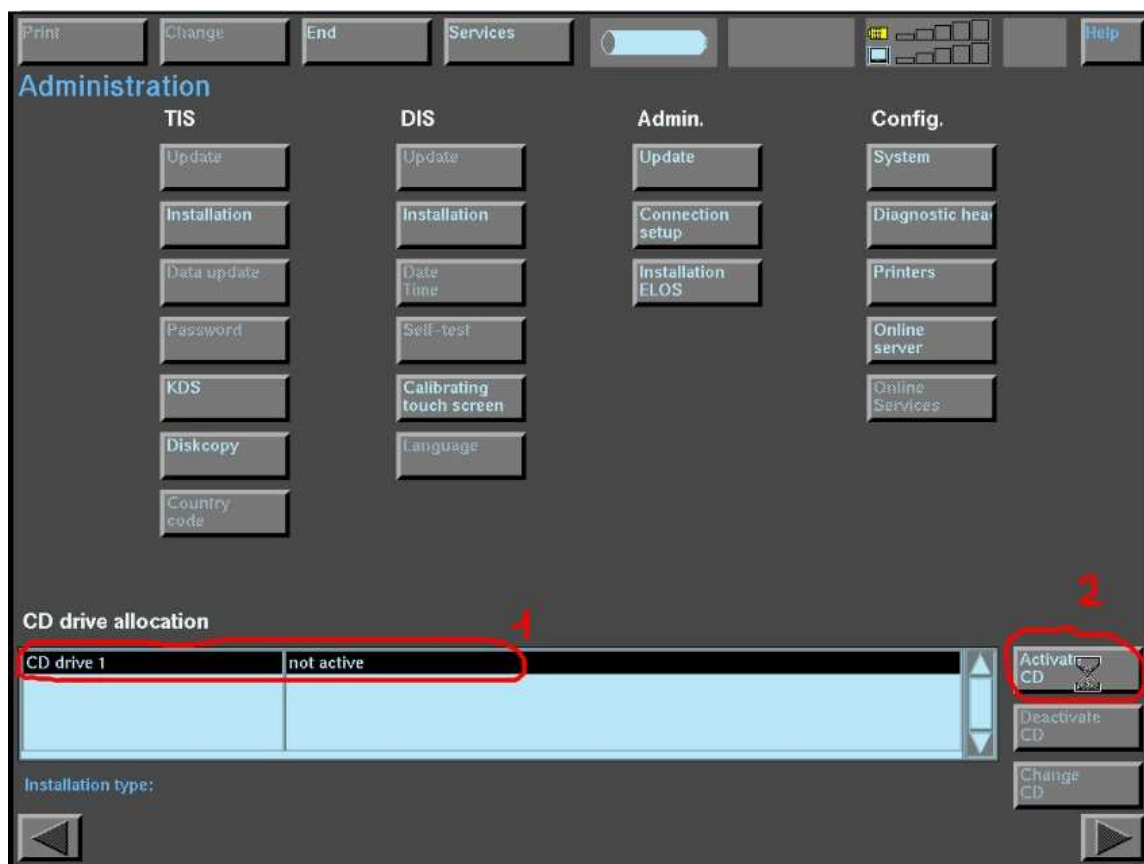 Print Change End Services Help
Administration
TIS DIS Admin. Config.
Update Update Update System
Installation Installation Connection setup Diagnostic hea
Data update Date Time Installation ELOS Printers
Password Self-test Online server
KDS Calibrating touch screen Online Services
Diskcopy Language
Country code
2
CD drive allocation 1
CD drive 1 not active Activate CD
Deactivate CD
Installation type: Change CD